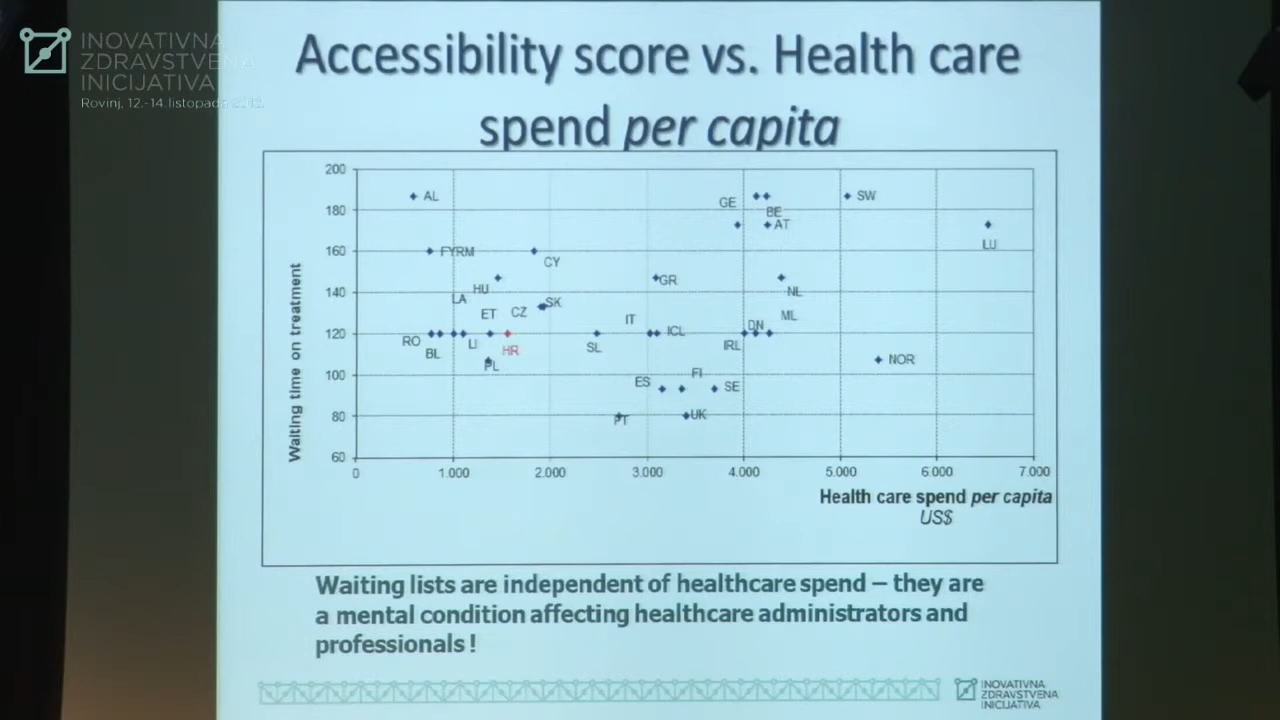 INOVATIVNA
ZDRAVSTVENA
INICIJATIVA
Rovinj, 12.-14.listopada
Accessibility score vs. Health care
spend per capita
Waiting time on treatment
200
180
160
140
120
100
80
60
0
1.000
2.000
3.000
4.000
5.000
6.000
7.000
AL
GE
BE
AT
SW
LU
FYRM
CY
HU
LA
GR
NL
ET
CZ
SK
IT
ICL
DN
ML
RO
BL
LI
HR
PL
SL
IRL
NOR
ES
FI
SE
PT
UK
Health care spend per capita
US$
Waiting lists are independent of healthcare spend – they are
a mental condition affecting healthcare administrators and
professionals !
INOVATIVNA
ZDRAVSTVENA
INICIJATIVA